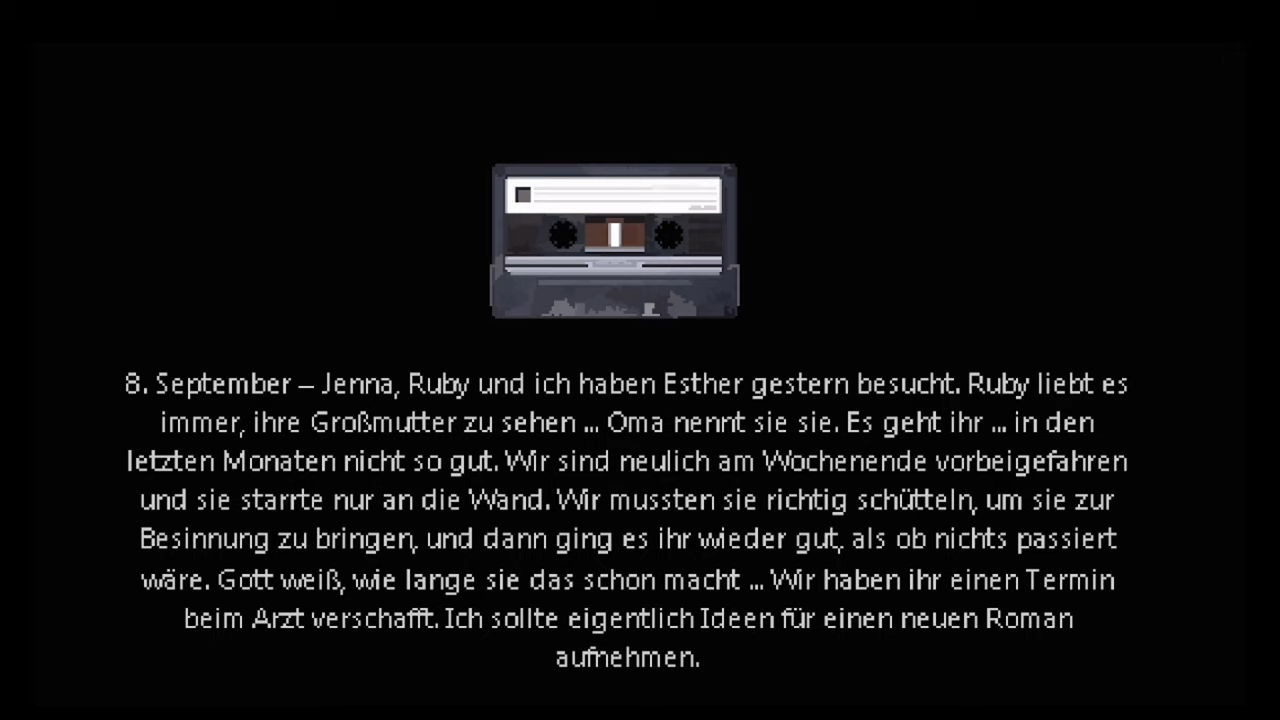 8. September – Jenna, Ruby und ich haben Esther gestern besucht. Ruby liebt es
immer, ihre Großmutter zu sehen ... Oma nennt sie sie. Es geht ihr ... in den
letzten Monaten nicht so gut. Wir sind neulich am Wochenende vorbeigefahren
und sie starrte nur an die Wand. Wir mussten sie richtig schütteln, um sie zur
Besinnung zu bringen, und dann ging es ihr wieder gut, als ob nichts passiert
wäre. Gott weiß, wie lange sie das schon macht ... Wir haben ihr einen Termin
beim Arzt verschafft. Ich sollte eigentlich Ideen für einen neuen Roman
aufnehmen.